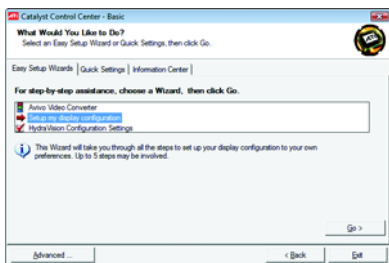 ATI Catalyst Control Center - Basic
What Would You Like to Do?
Select an Easy Setup Wizard or Quick Settings, then click Go.
ATI
Easy Setup Wizards Quick Settings Information Center
For step-by-step assistance, choose a Wizard, then click Go.
Avivo Video Converter
Setup my display configuration
HydraVision Configuration Settings
This Wizard will take you through all the steps to set up your display configuration to your own
preferences. Up to 5 steps may be involved.
Go >
Advanced ...
< Back
Exit